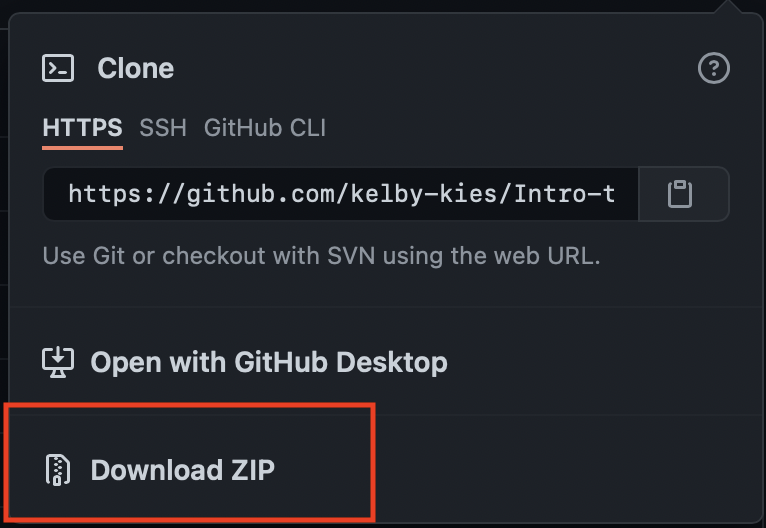 Clone
HTTPS SSH GitHub CLI
https://github.com/kelby-kies/Intro-t
Use Git or checkout with SVN using the web URL.
Open with GitHub Desktop
Download ZIP